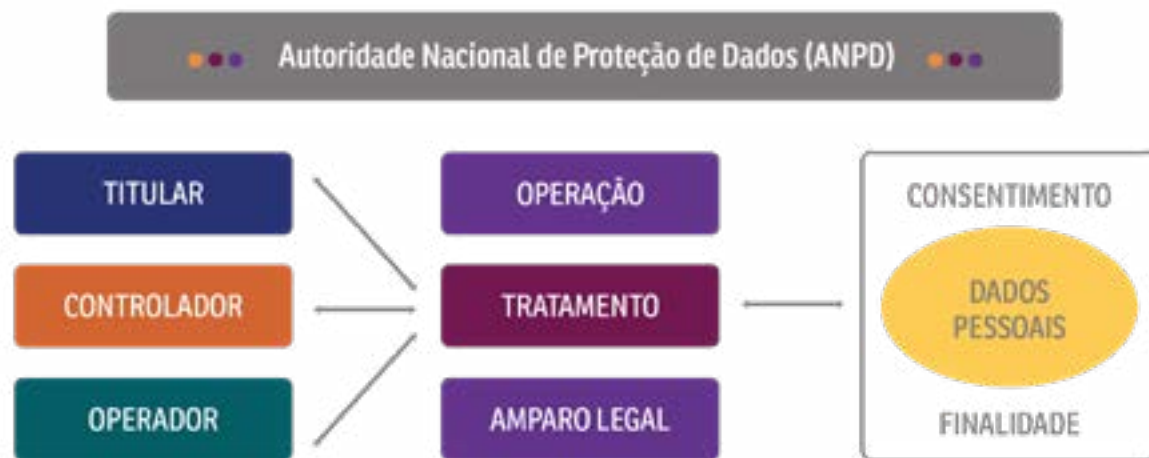 Autoridade Nacional de Proteção de Dados (ANPD)
TITULAR
OPERAÇÃO
CONSENTIMENTO
CONTROLADOR
TRATAMENTO
DADOS
PESSOAIS
OPERADOR
AMPARO LEGAL
FINALIDADE